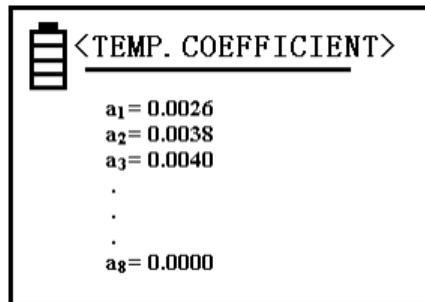 <TEMP. COEFFICIENT>
a₁= 0.0026
a₂= 0.0038
a₃= 0.0040
.
.
.
a₈= 0.0000